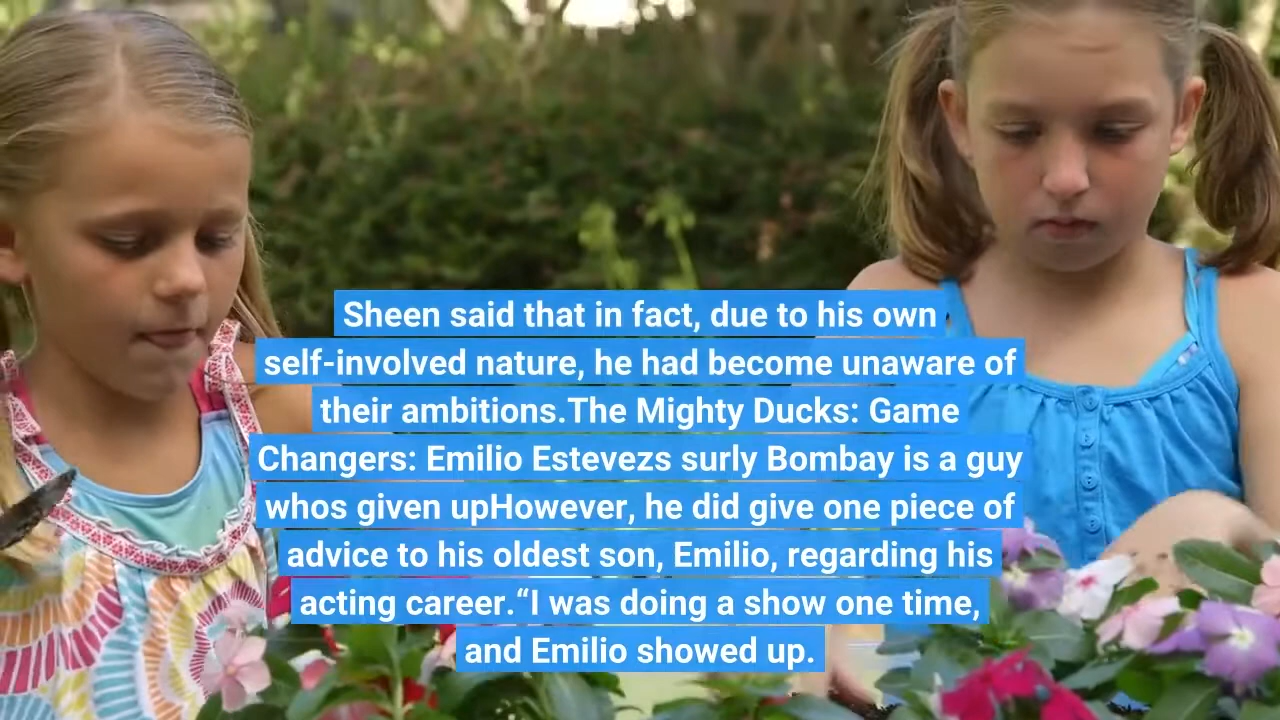 Sheen said that in fact, due to his own
self-involved nature, he had become unaware of
their ambitions.The Mighty Ducks: Game
Changers: Emilio Estevezs surly Bombay is a guy
whos given upHowever, he did give one piece of
advice to his oldest son, Emilio, regarding his
acting career.“I was doing a show one time,
and Emilio showed up.